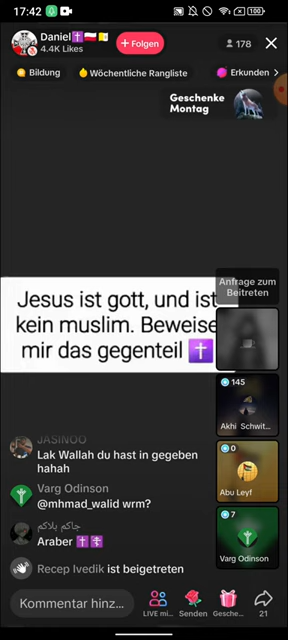 17:42
100
Daniel✝️🇵🇱🇻🇦
4.4K Likes
+ Folgen
178
Bildung
Wöchentliche Rangliste
Erkunden >
Geschenke
Montag
Anfrage zum
Beitreten
Jesus ist gott, und ist
kein muslim. Beweise
mir das gegenteil ✝️
145
Akhi Schwit...
0
Abu Leyf
7
Varg Odinson
JASINOO
Lak Wallah du hast in gegeben
hahah
Varg Odinson
@mhmad_walid wrm?
جاكم بلاكم
Araber ✝️☦️
Recep Ivedik ist beigetreten
Kommentar hinz...
LIVE mi...
Senden
Gesche...
21